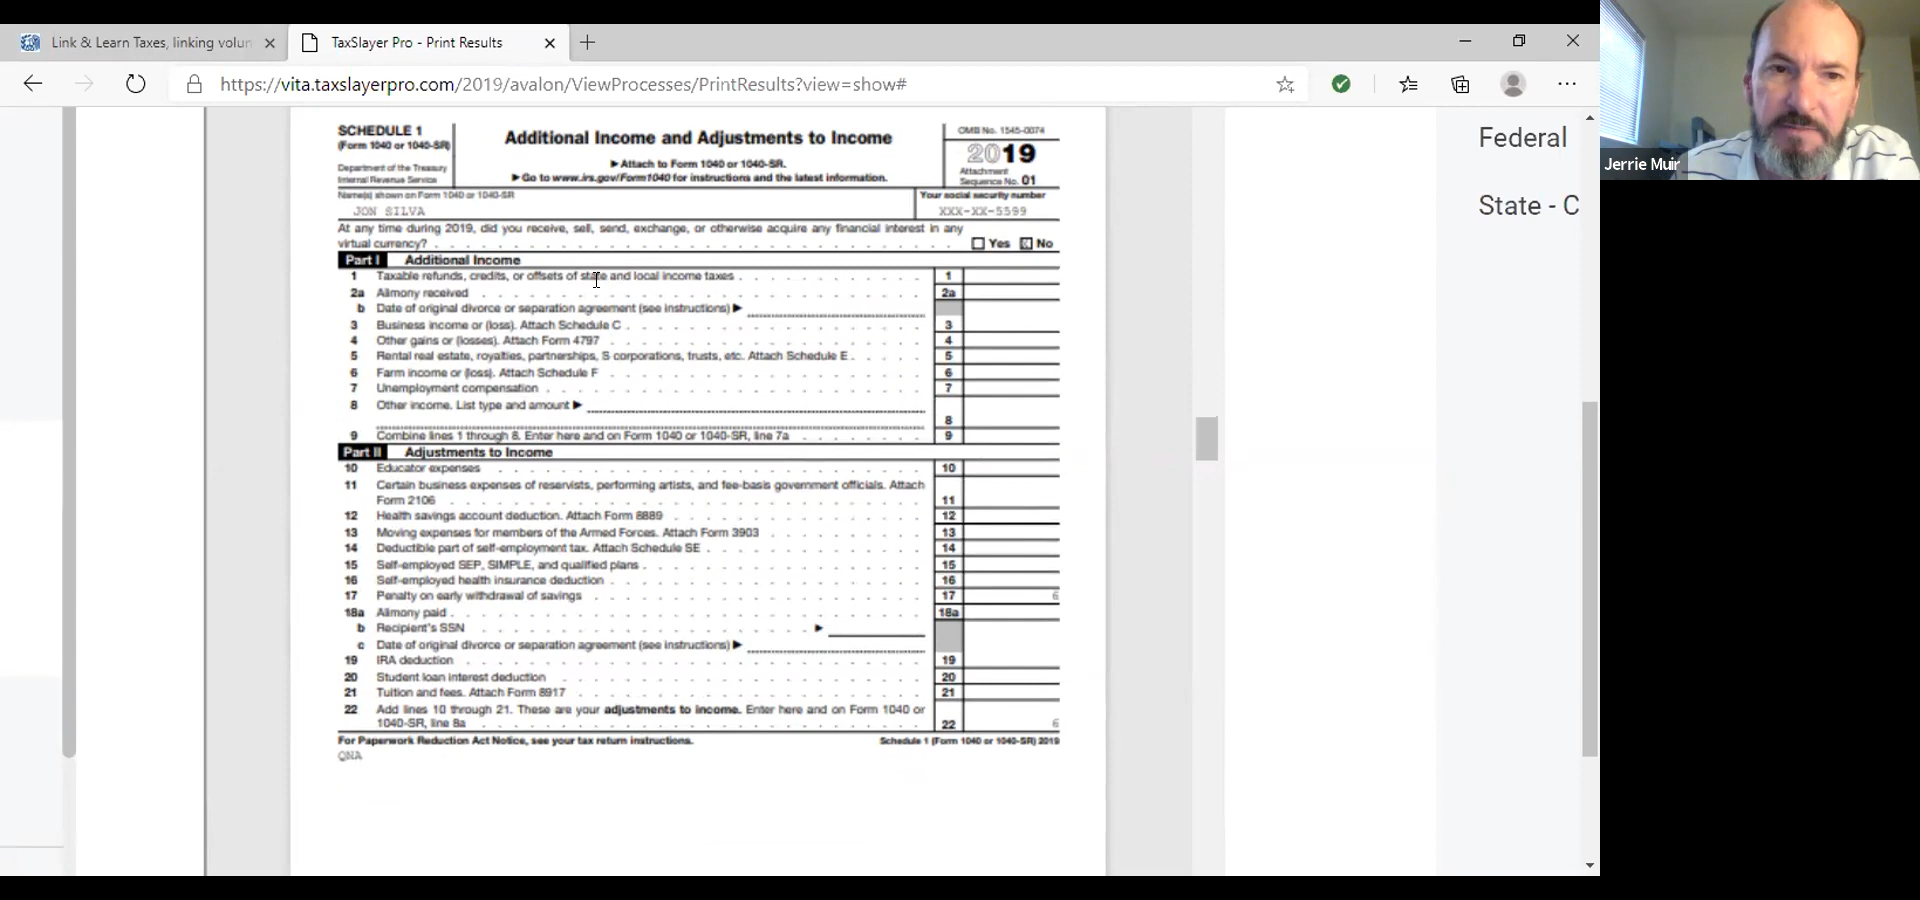 Link & Learn Taxes, linking volun
TaxSlayer Pro - Print Results
https://vita.taxslayerpro.com/2019/avalon/ViewProcesses/PrintResults?view=show#
Jerrie Muir
Federal
State - C
SCHEDULE 1
(Form 1040 or 1040-SR)
Department of the Treasury
Internal Revenue Service
Additional Income and Adjustments to Income
▶ Attach to Form 1040 or 1040-SR.
▶ Go to www.irs.gov/Form1040 for instructions and the latest information.
OMB No. 1545-0074
2019
Attachment
Sequence No. 01
Name(s) shown on Form 1040 or 1040-SR
Your social security number
JON SILVA
XXX-XX-5599
At any time during 2019, did you receive, sell, send, exchange, or otherwise acquire any financial interest in any
virtual currency? Yes X No
Part I Additional Income
1 Taxable refunds, credits, or offsets of state and local income taxes 1
2a Alimony received 2a
b Date of original divorce or separation agreement (see instructions) ▶
3 Business income or (loss). Attach Schedule C 3
4 Other gains or (losses). Attach Form 4797 4
5 Rental real estate, royalties, partnerships, S corporations, trusts, etc. Attach Schedule E 5
6 Farm income or (loss). Attach Schedule F 6
7 Unemployment compensation 7
8 Other income. List type and amount ▶
8
9 Combine lines 1 through 8. Enter here and on Form 1040 or 1040-SR, line 7a 9
Part II Adjustments to Income
10 Educator expenses 10
11 Certain business expenses of reservists, performing artists, and fee-basis government officials. Attach
Form 2106 11
12 Health savings account deduction. Attach Form 8889 12
13 Moving expenses for members of the Armed Forces. Attach Form 3903 13
14 Deductible part of self-employment tax. Attach Schedule SE 14
15 Self-employed SEP, SIMPLE, and qualified plans 15
16 Self-employed health insurance deduction 16
17 Penalty on early withdrawal of savings 17 6
18a Alimony paid 18a
b Recipient's SSN ▶
c Date of original divorce or separation agreement (see instructions) ▶
19 IRA deduction 19
20 Student loan interest deduction 20
21 Tuition and fees. Attach Form 8917 21
22 Add lines 10 through 21. These are your adjustments to income. Enter here and on Form 1040 or
1040-SR, line 8a 22 6
For Paperwork Reduction Act Notice, see your tax return instructions.
Schedule 1 (Form 1040 or 1040-SR) 2019
QNA